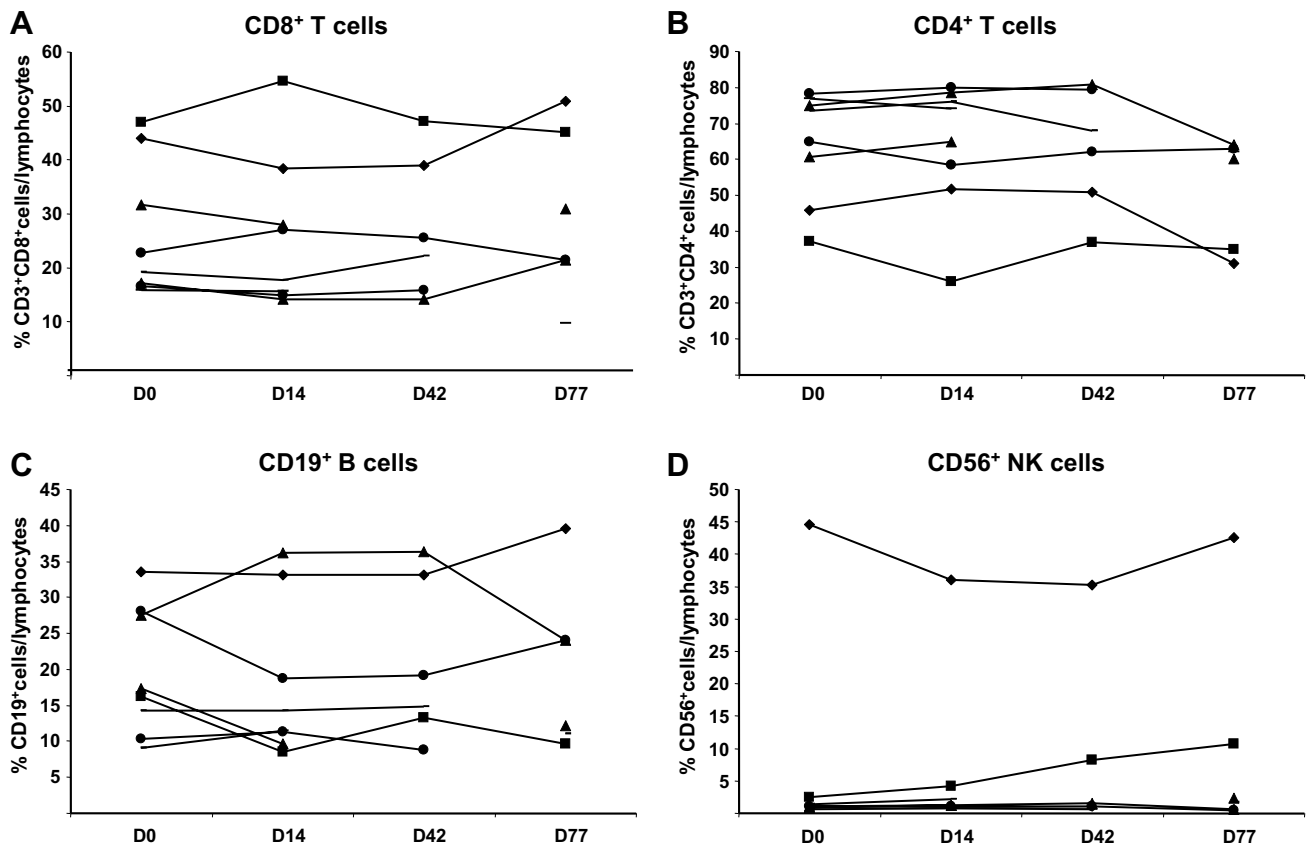 A
CD8⁺ T cells
% CD3⁺CD8⁺cells/lymphocytes
60
50
40
30
20
10
D0 D14 D42 D77
B
CD4⁺ T cells
% CD3⁺CD4⁺cells/lymphocytes
90
80
70
60
50
40
30
20
10
D0 D14 D42 D77
C
CD19⁺ B cells
% CD19⁺cells/lymphocytes
45
40
35
30
25
20
15
10
5
D0 D14 D42 D77
D
CD56⁺ NK cells
% CD56⁺cells/lymphocytes
50
45
40
35
30
25
20
15
10
5
D0 D14 D42 D77